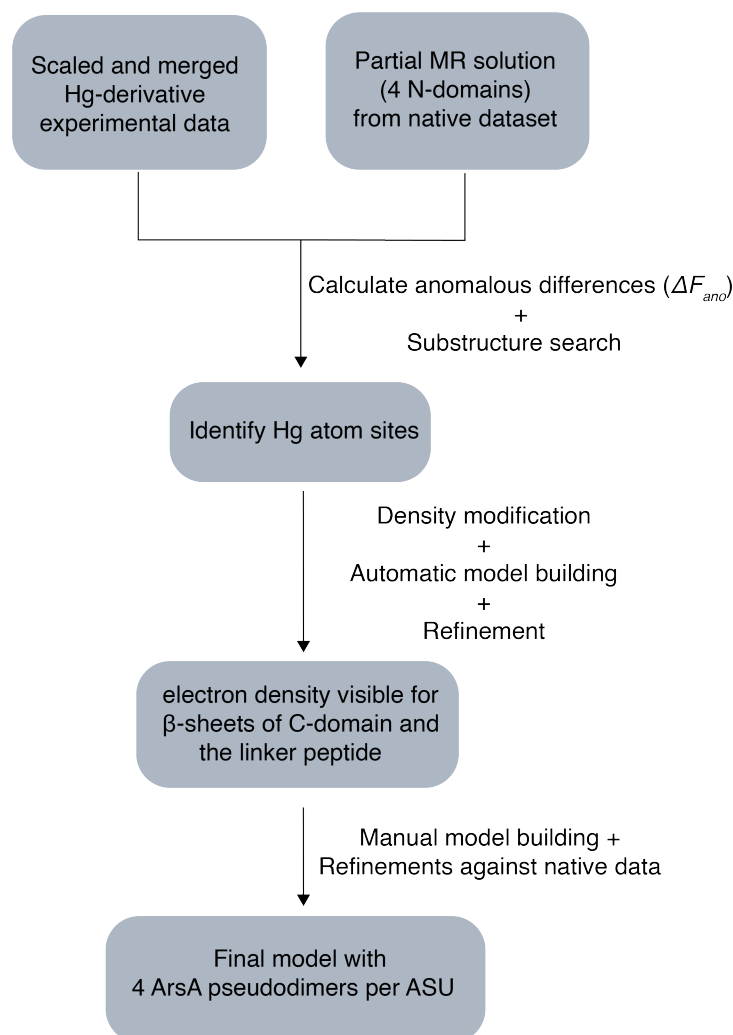 Scaled and merged
Hg-derivative
experimental data
Partial MR solution
(4 N-domains)
from native dataset
Calculate anomalous differences (ΔFano)
+
Substructure search
Identify Hg atom sites
Density modification
+
Automatic model building
+
Refinement
electron density visible for
β-sheets of C-domain and
the linker peptide
Manual model building +
Refinements against native data
Final model with
4 ArsA pseudodimers per ASU